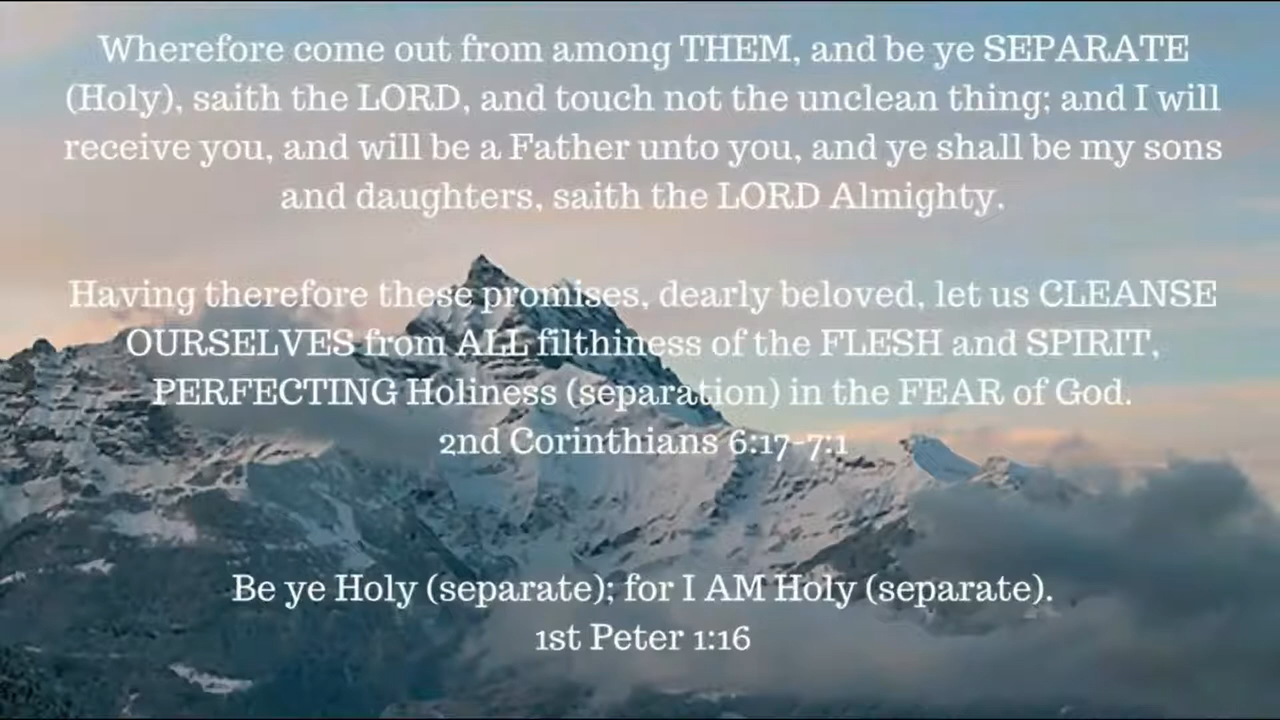 Wherefore come out from among THEM, and be ye SEPARATE
(Holy), saith the LORD, and touch not the unclean thing; and I will
receive you, and will be a Father unto you, and ye shall be my sons
and daughters, saith the LORD Almighty.
Having therefore these promises, dearly beloved, let us CLEANSE
OURSELVES from ALL filthiness of the FLESH and SPIRIT,
PERFECTING Holiness (separation) in the FEAR of God.
2nd Corinthians 6:17-7:1
Be ye Holy (separate); for I AM Holy (separate).
1st Peter 1:16